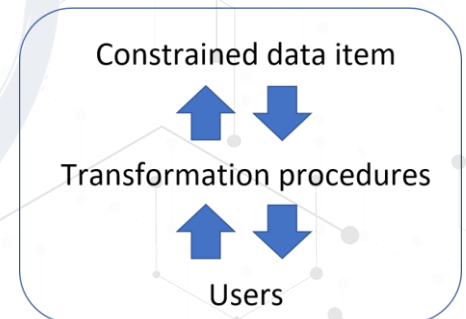 Constrained data item
Transformation procedures
Users